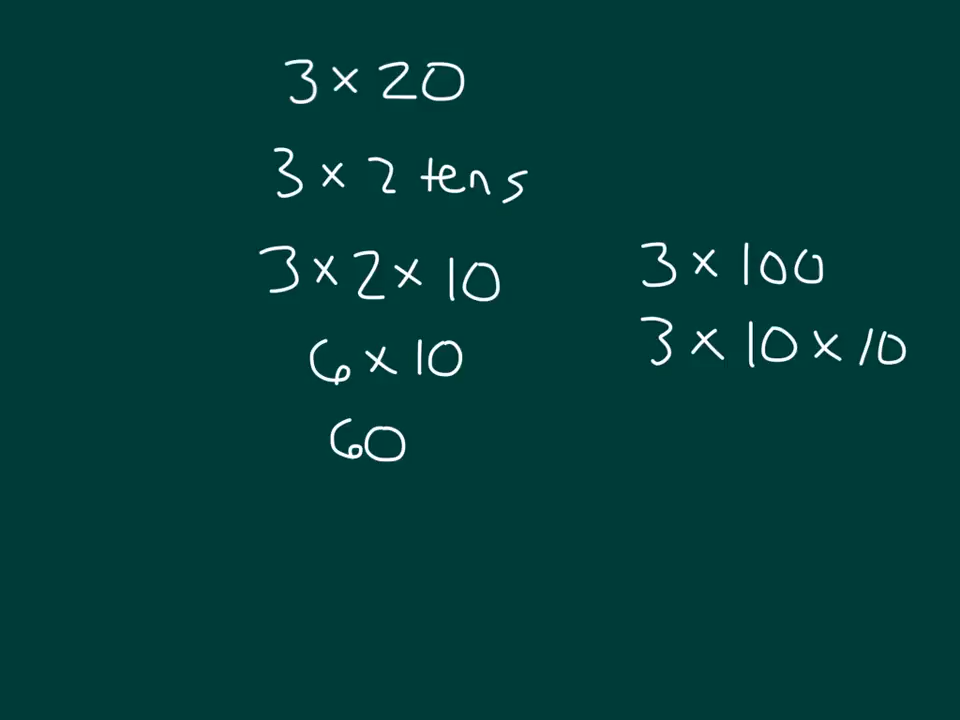 3 × 20
3 × 2 tens
3 × 2 × 10
6 × 10
60
3 × 100
3 × 10 × 10